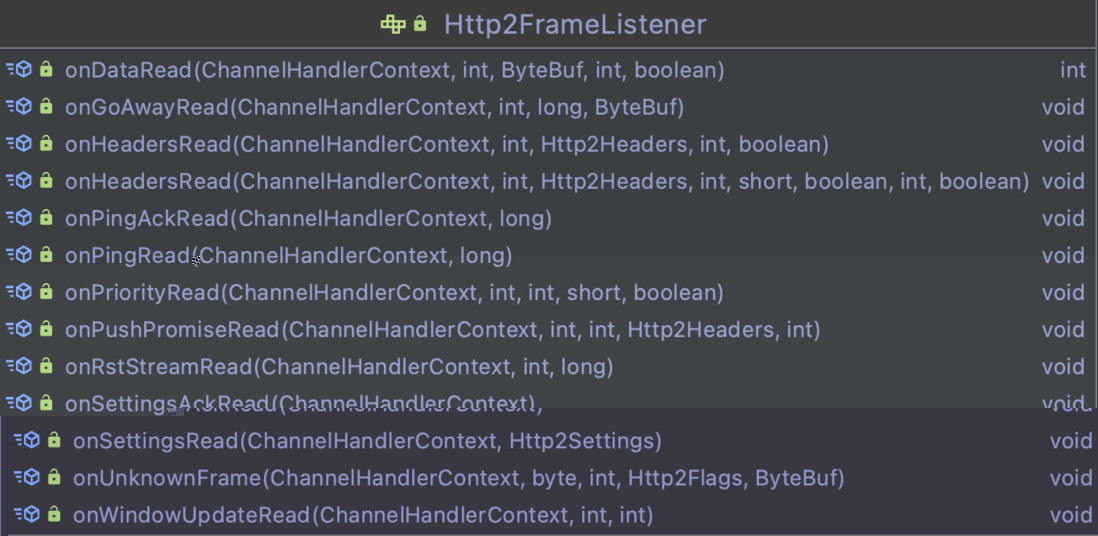 Http2FrameListener
onDataRead(ChannelHandlerContext, int, ByteBuf, int, boolean) int
onGoAwayRead(ChannelHandlerContext, int, long, ByteBuf) void
onHeadersRead(ChannelHandlerContext, int, Http2Headers, int, boolean) void
onHeadersRead(ChannelHandlerContext, int, Http2Headers, int, short, boolean, int, boolean) void
onPingAckRead(ChannelHandlerContext, long) void
onPingRead(ChannelHandlerContext, long) void
onPriorityRead(ChannelHandlerContext, int, int, short, boolean) void
onPushPromiseRead(ChannelHandlerContext, int, int, Http2Headers, int) void
onRstStreamRead(ChannelHandlerContext, int, long) void
onSettingsAckRead(ChannelHandlerContext) void
onSettingsRead(ChannelHandlerContext, Http2Settings) void
onUnknownFrame(ChannelHandlerContext, byte, int, Http2Flags, ByteBuf) void
onWindowUpdateRead(ChannelHandlerContext, int, int) void